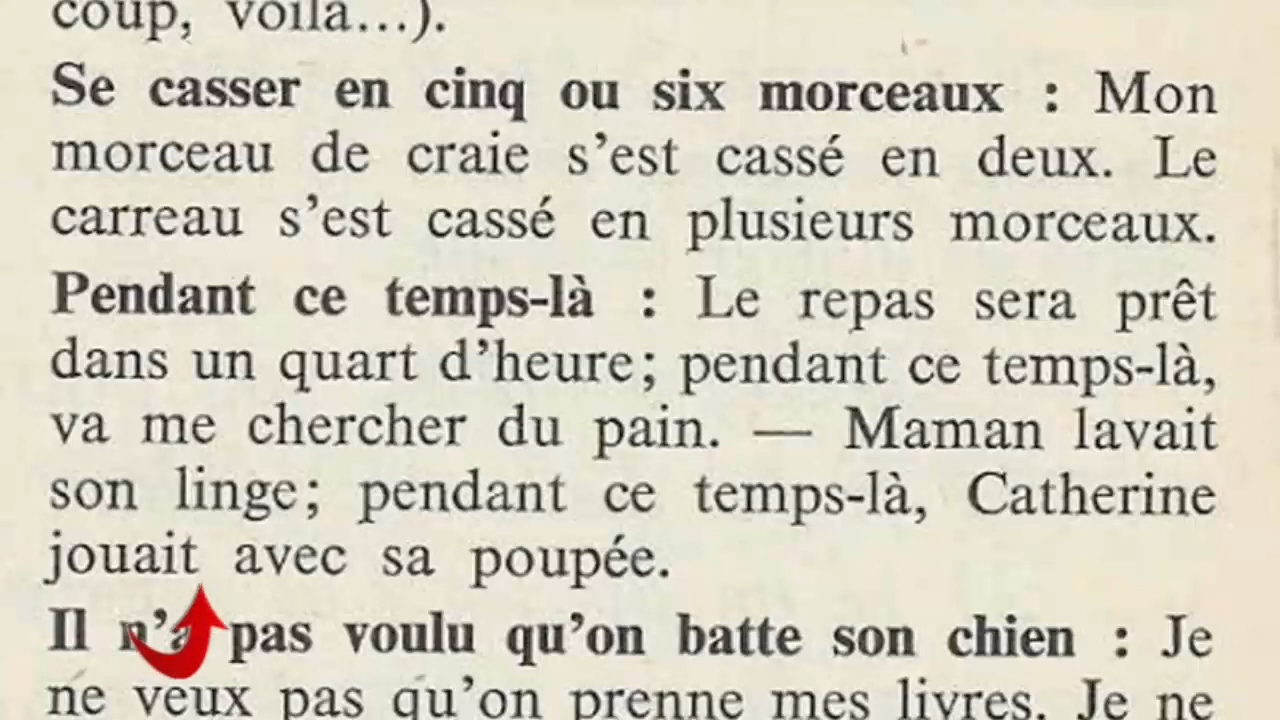 coup, voilà...).
Se casser en cinq ou six morceaux : Mon
morceau de craie s’est cassé en deux. Le
carreau s’est cassé en plusieurs morceaux.
Pendant ce temps-là : Le repas sera prêt
dans un quart d’heure; pendant ce temps-là,
va me chercher du pain. — Maman lavait
son linge; pendant ce temps-là, Catherine
jouait avec sa poupée.
Il n’a pas voulu qu’on batte son chien : Je
ne veux pas qu’on prenne mes livres. Je ne